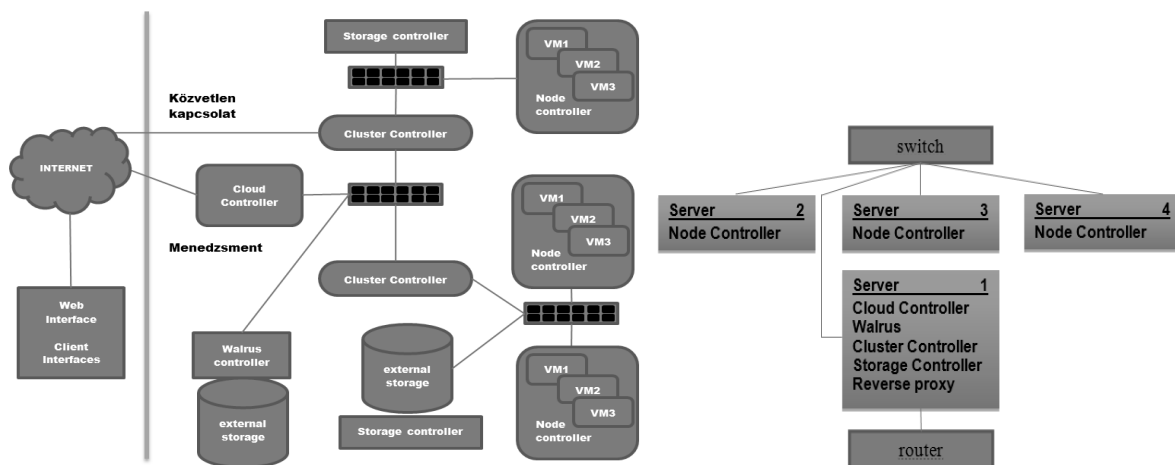 Storage controller
VM1
VM2
VM3
Node
controller
Közvetlen
kapcsolat
Cluster Controller
INTERNET
Cloud
Controller
Menedzsment
VM1
VM2
VM3
Node
controller
Cluster Controller
Web
Interface
Client
Interfaces
Walrus
controller
external
storage
external
storage
Storage controller
VM1
VM2
VM3
Node
controller
switch
Server 2
Node Controller
Server 3
Node Controller
Server 4
Node Controller
Server 1
Cloud Controller
Walrus
Cluster Controller
Storage Controller
Reverse proxy
router